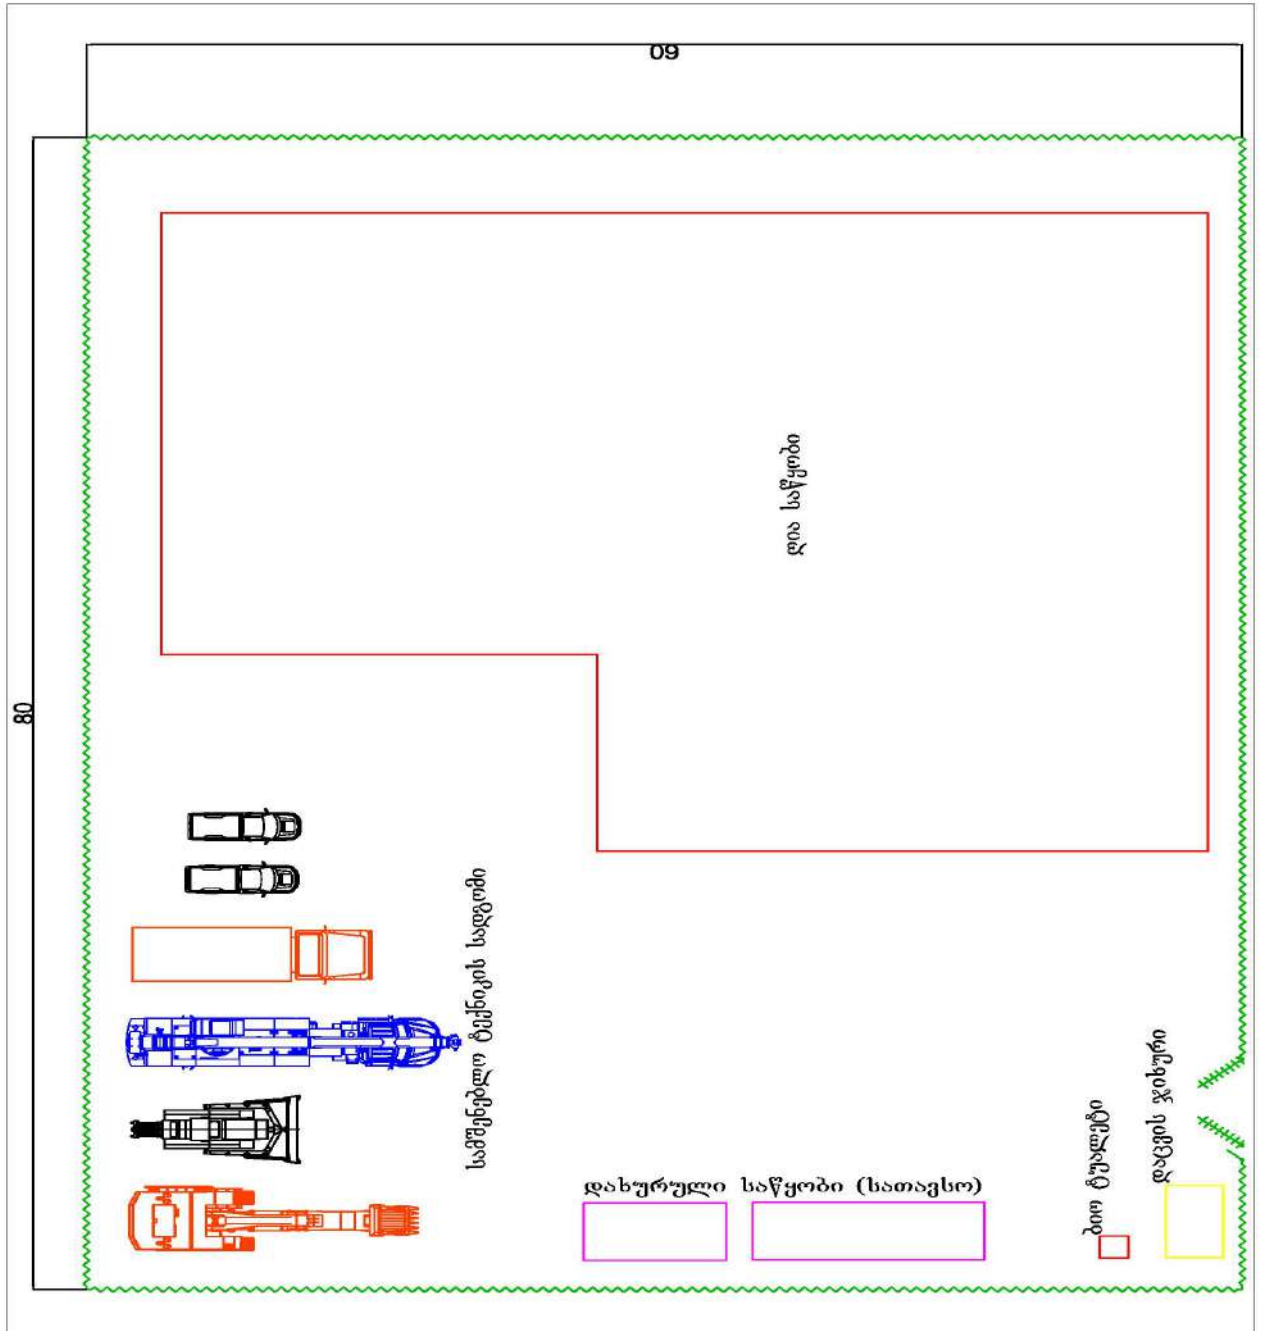 60
80
ღია საწყობი
სამშენებლო ტექნიკის სადგომი
დახურული საწყობი (სათავსო)
ბიო ტუალეტი
დაცვის ჯიხური